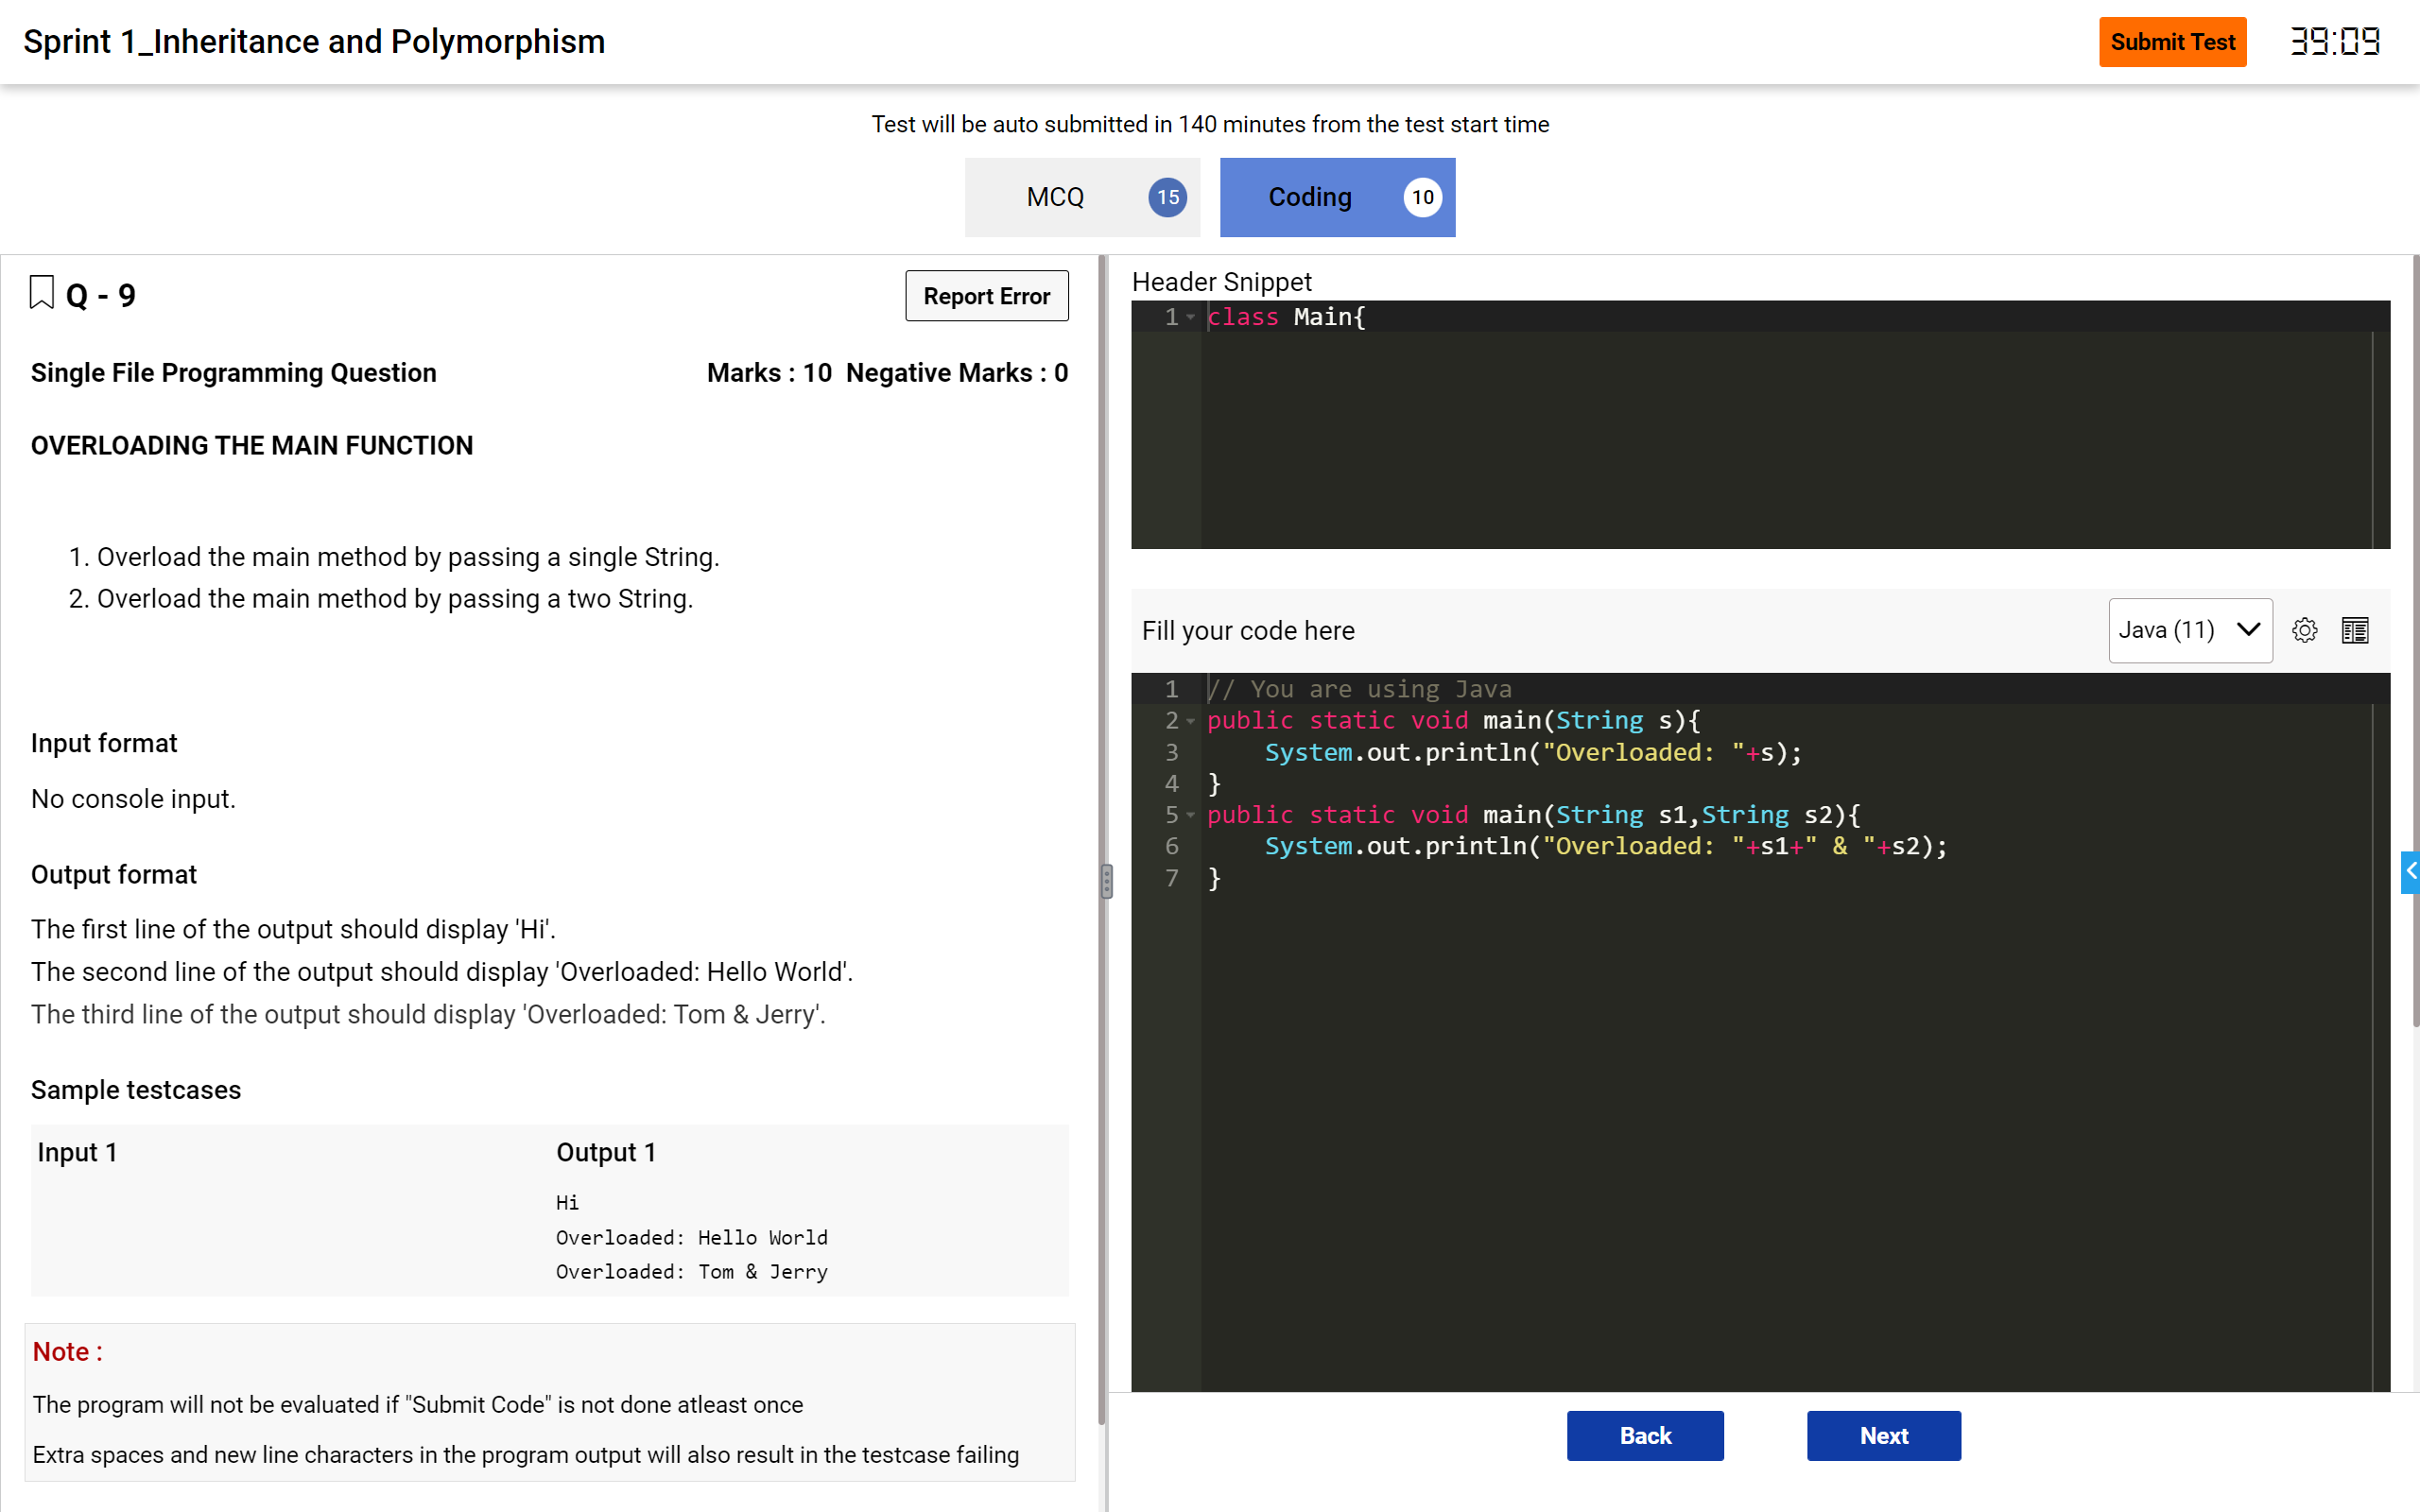 Sprint 1_Inheritance and Polymorphism
Submit Test
39:09
Test will be auto submitted in 140 minutes from the test start time
MCQ 15
Coding 10
Q - 9
Report Error
Single File Programming Question
Marks : 10 Negative Marks : 0
OVERLOADING THE MAIN FUNCTION
1. Overload the main method by passing a single String.
2. Overload the main method by passing a two String.
Input format
No console input.
Output format
The first line of the output should display 'Hi'.
The second line of the output should display 'Overloaded: Hello World'.
The third line of the output should display 'Overloaded: Tom & Jerry'.
Sample testcases
Input 1
Output 1
Hi
Overloaded: Hello World
Overloaded: Tom & Jerry
Note :
The program will not be evaluated if "Submit Code" is not done atleast once
Extra spaces and new line characters in the program output will also result in the testcase failing
Header Snippet
1 class Main{
Fill your code here
Java (11)
1 // You are using Java
2 public static void main(String s){
3     System.out.println("Overloaded: "+s);
4 }
5 public static void main(String s1,String s2){
6     System.out.println("Overloaded: "+s1+" & "+s2);
7 }
Back
Next